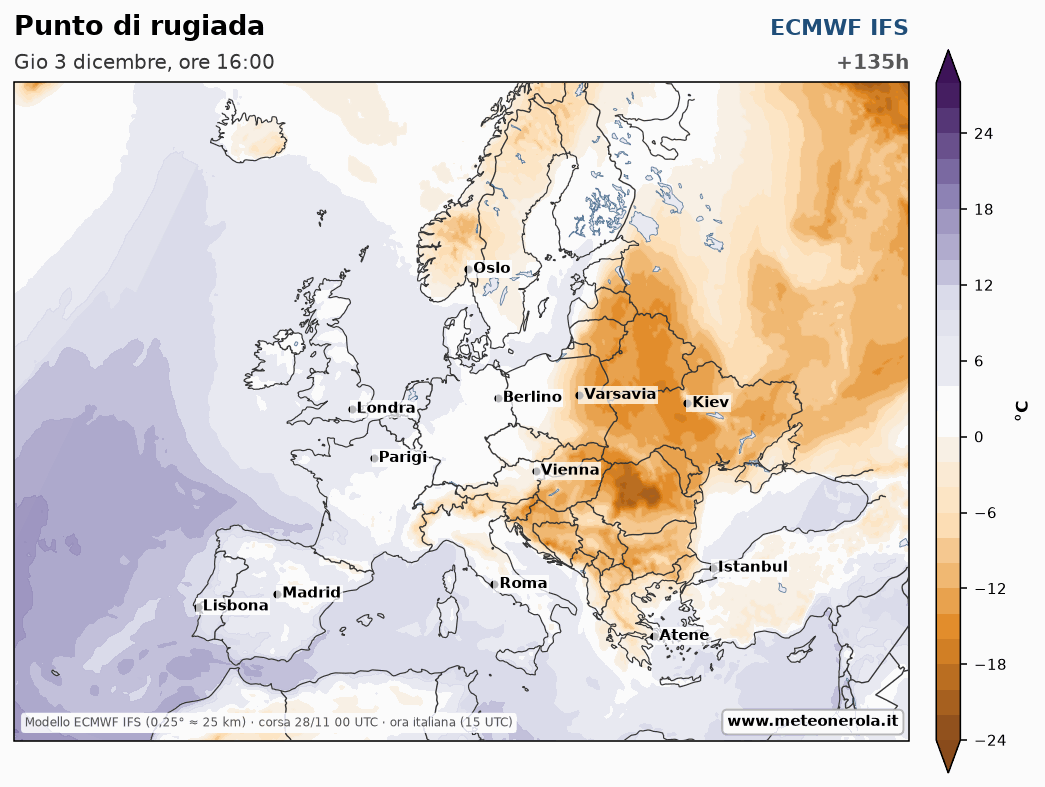 Punto di rugiada
ECMWF IFS
Gio 3 dicembre, ore 16:00
+135h
24
18
12
6
0
−6
−12
−18
−24
°C
Oslo
Londra
Berlino
Varsavia
Kiev
Parigi
Vienna
Istanbul
Roma
Madrid
Lisbona
Atene
Modello ECMWF IFS (0,25° ≈ 25 km) · corsa 28/11 00 UTC · ora italiana (15 UTC)
www.meteonerola.it